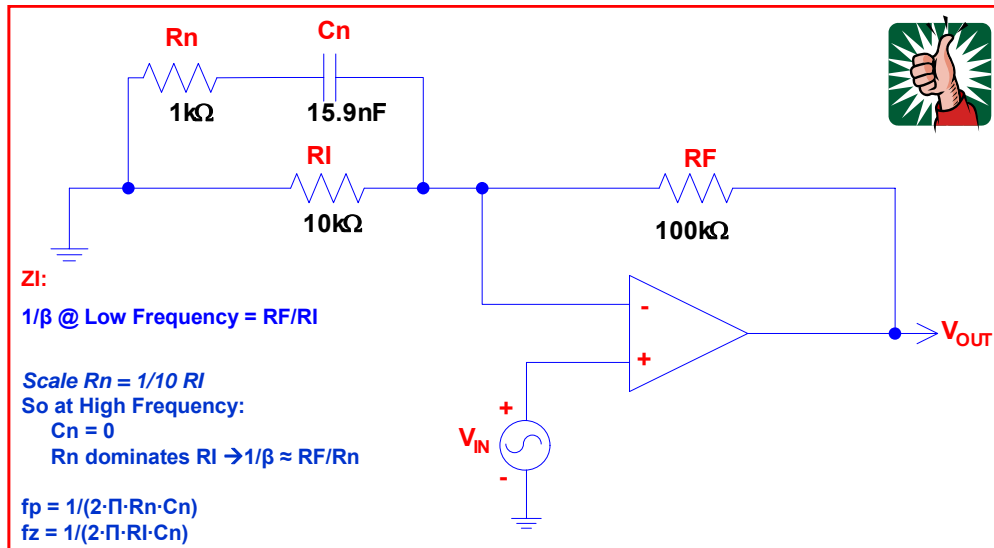 Rn
Cn
1kΩ
15.9nF
RI
RF
10kΩ
100kΩ
ZI:
1/β @ Low Frequency = RF/RI
-
+
VOUT
Scale Rn = 1/10 RI
So at High Frequency:
Cn = 0
Rn dominates RI →1/β ≈ RF/Rn
+
VIN
-
fp = 1/(2·Π·Rn·Cn)
fz = 1/(2·Π·RI·Cn)